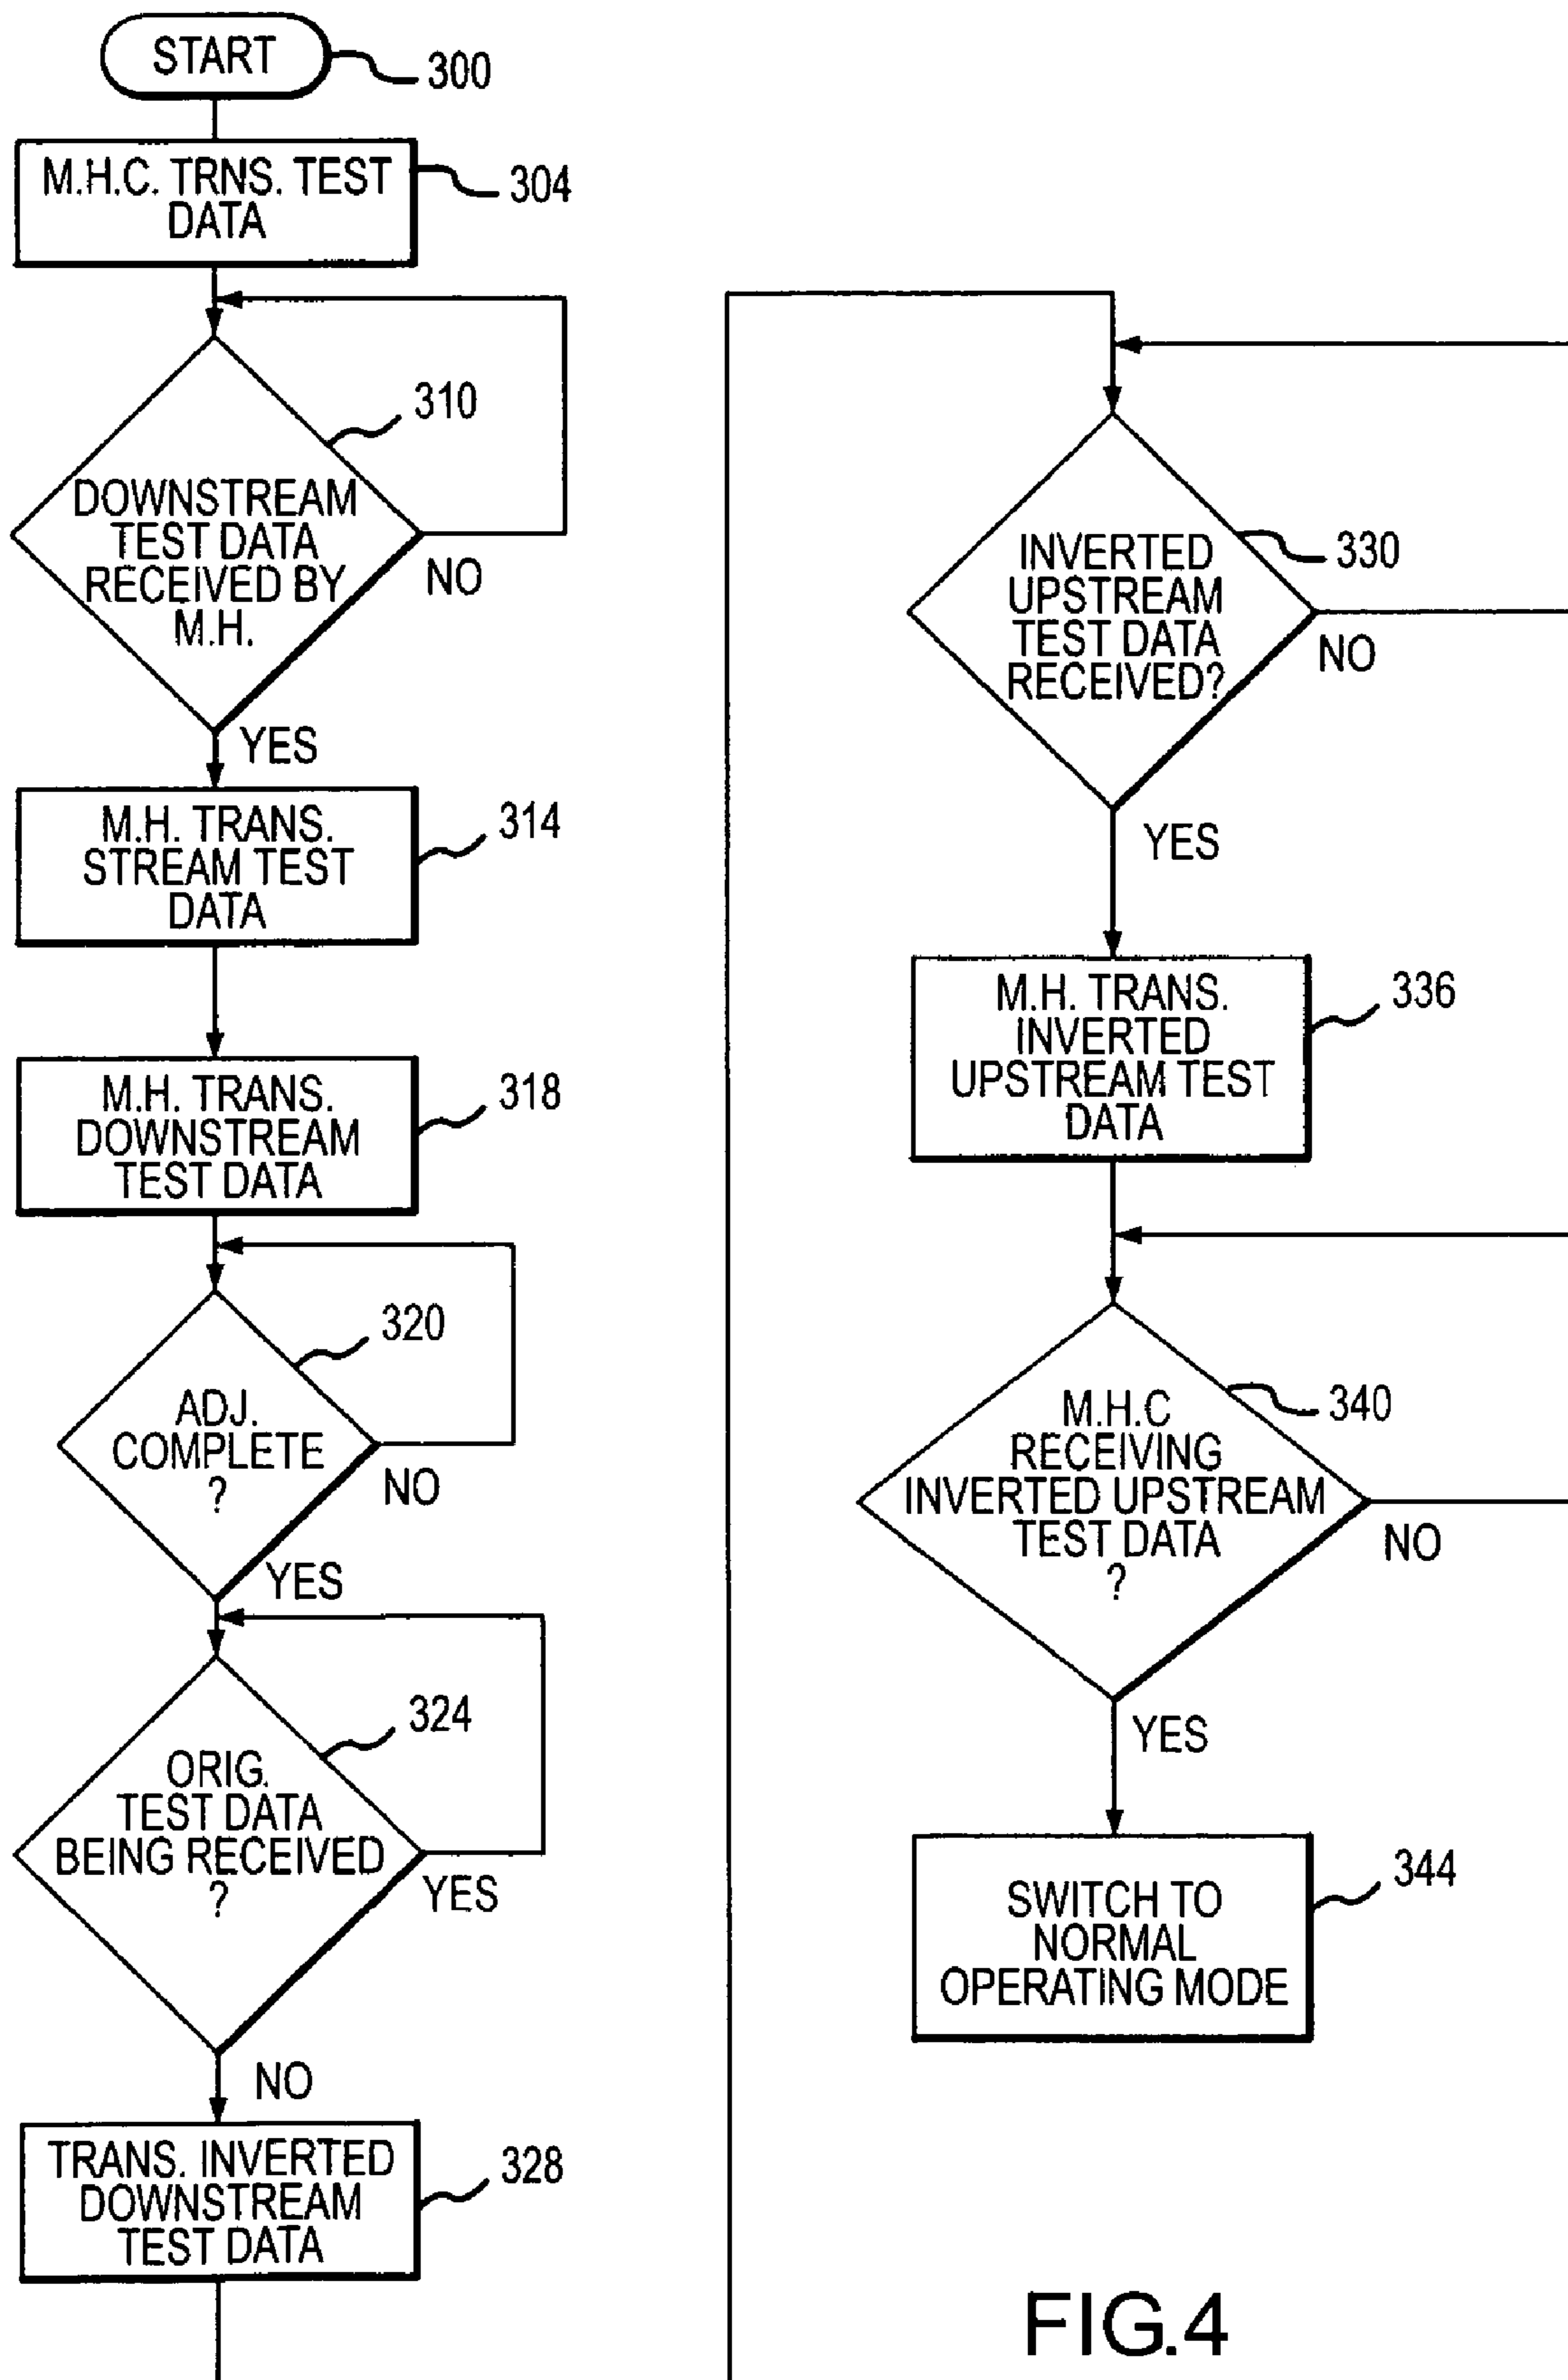 START
300
M.H.C. TRNS. TEST
DATA
304
310
DOWNSTREAM
TEST DATA
RECEIVED BY
M.H.
NO
YES
M.H. TRANS.
STREAM TEST
DATA
314
M.H. TRANS.
DOWNSTREAM
TEST DATA
318
320
ADJ.
COMPLETE
?
NO
YES
324
ORIG.
TEST DATA
BEING RECEIVED
?
YES
NO
TRANS. INVERTED
DOWNSTREAM
TEST DATA
328
INVERTED
UPSTREAM
TEST DATA
RECEIVED?
330
NO
YES
M.H. TRANS.
INVERTED
UPSTREAM TEST
DATA
336
M.H.C
RECEIVING
INVERTED UPSTREAM
TEST DATA
?
340
NO
YES
SWITCH TO
NORMAL
OPERATING MODE
344
FIG.4